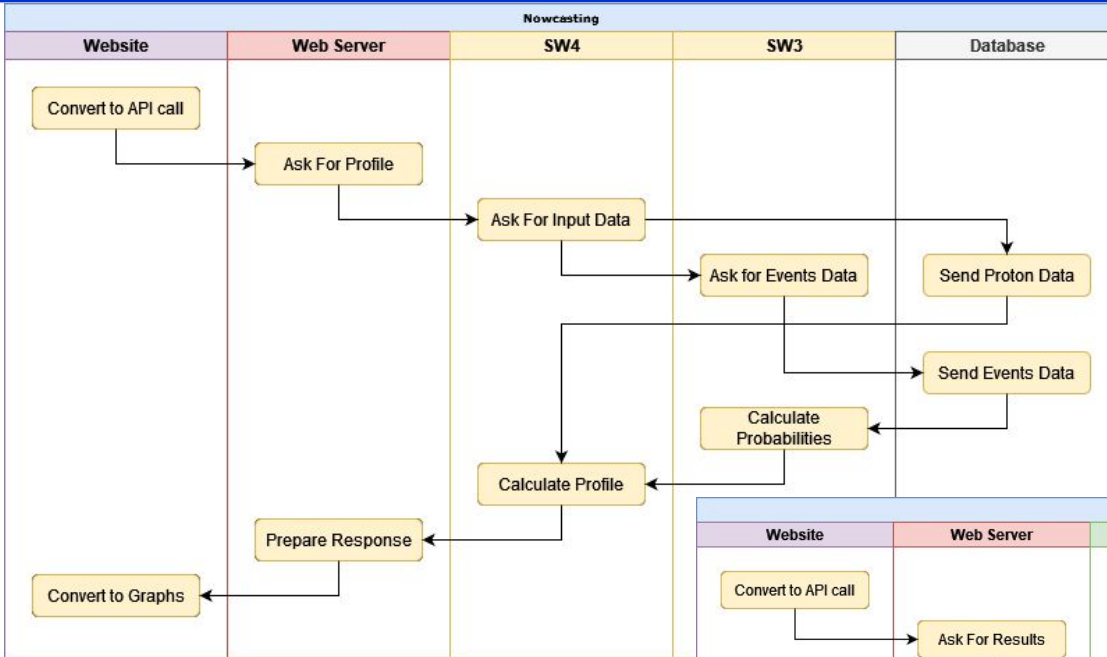 Nowcasting
Website
Web Server
SW4
SW3
Database
Convert to API call
Ask For Profile
Ask For Input Data
Ask for Events Data
Send Proton Data
Send Events Data
Calculate
Probabilities
Calculate Profile
Prepare Response
Convert to Graphs
Website
Web Server
Convert to API call
Ask For Results